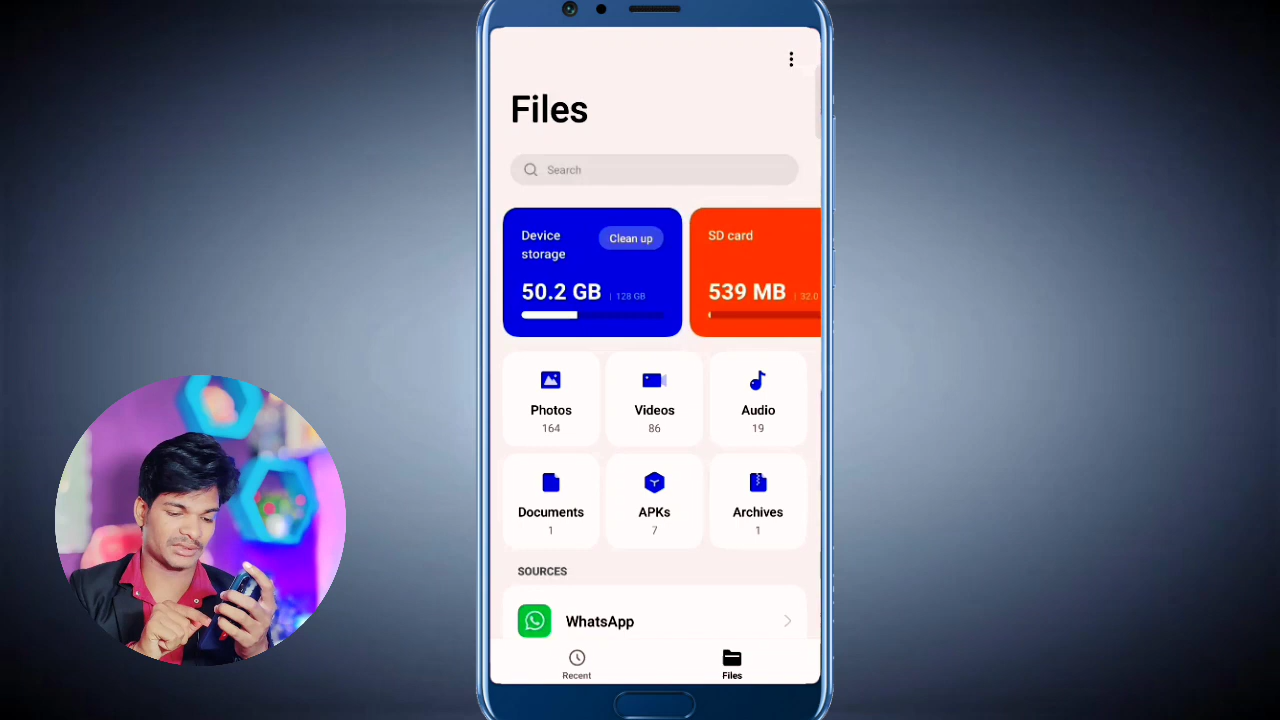 Files
Search
Device
storage
Clean up
50.2 GB | 128 GB
SD card
539 MB | 32.0
Photos
164
Videos
86
Audio
19
Documents
1
APKs
7
Archives
1
SOURCES
WhatsApp
Recent
Files